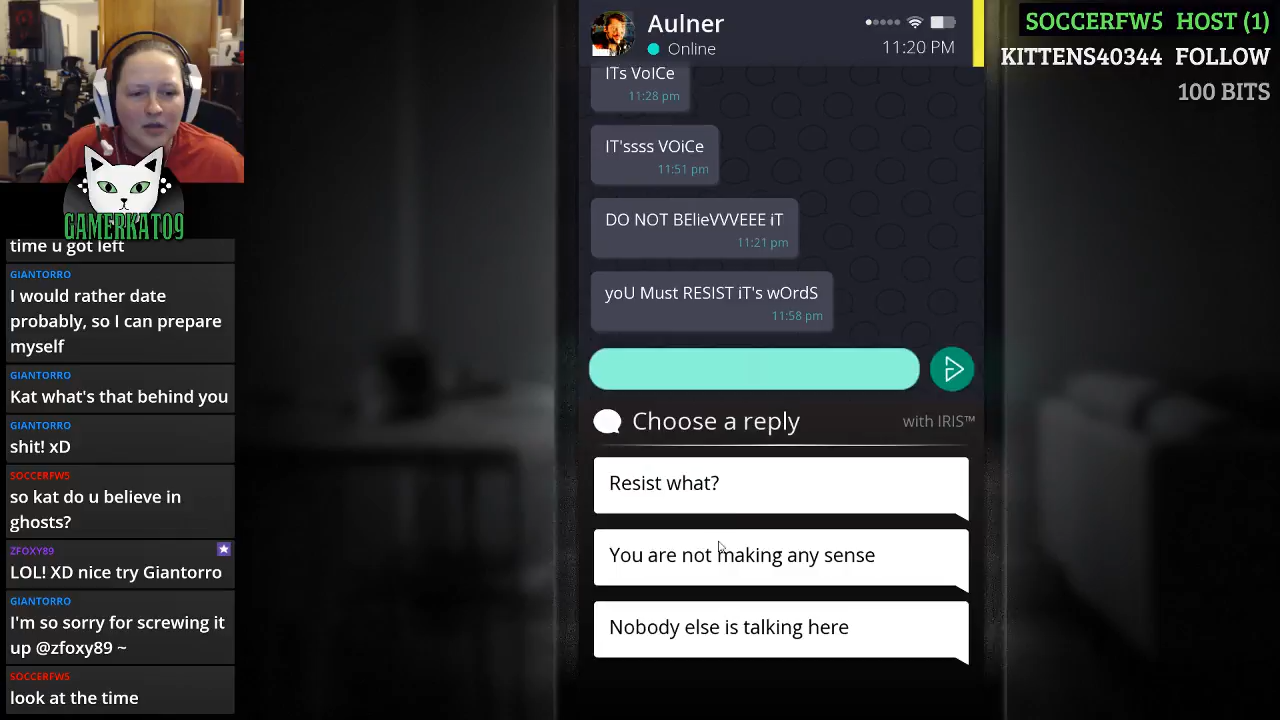 Aulner
Online
11:20 PM
SOCCERFW5 HOST (1)
KITTENS40344 FOLLOW
100 BITS
GAMERKAT09
time u got left
GIANTORRO
I would rather date
probably, so I can prepare
myself
GIANTORRO
Kat what's that behind you
GIANTORRO
shit! xD
SOCCERFW5
so kat do u believe in
ghosts?
ZFOXY89
LOL! XD nice try Giantorro
GIANTORRO
I'm so sorry for screwing it
up @zfoxy89 ~
SOCCERFW5
look at the time
ITs VoICe
11:28 pm
IT'ssss VOiCe
11:51 pm
DO NOT BElieVVVEEE iT
11:21 pm
yoU Must RESIST iT's wOrdS
11:58 pm
Choose a reply
with IRIS™
Resist what?
You are not making any sense
Nobody else is talking here